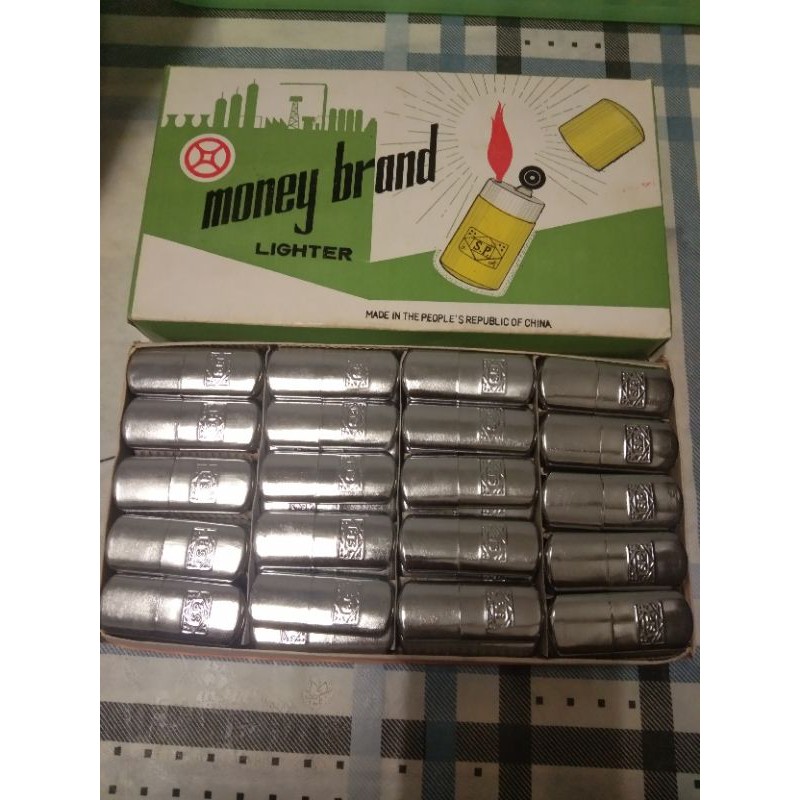 money brand
LIGHTER
S.P.
MADE IN THE PEOPLE'S REPUBLIC OF CHINA